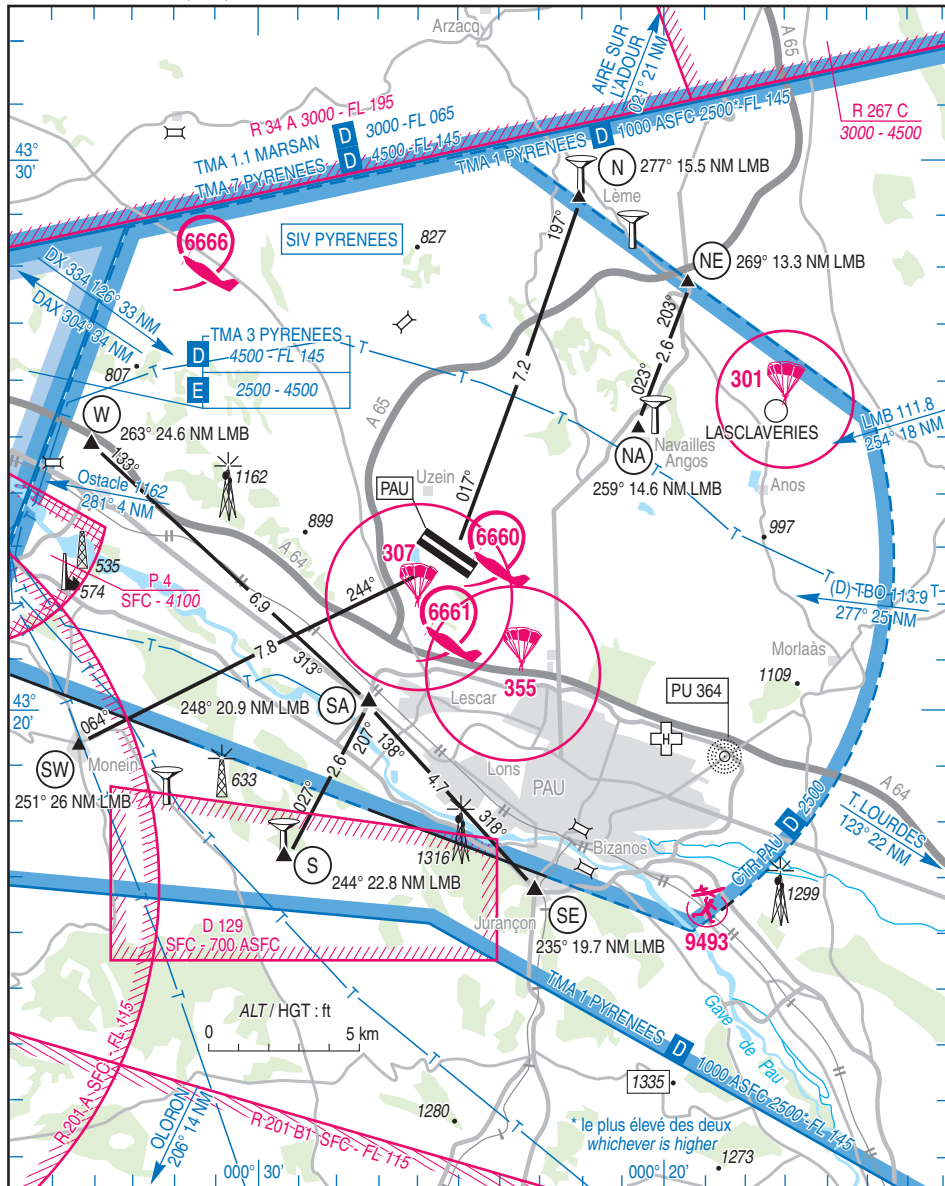 Arzacq
A 65
AIRE SUR
L'ADOUR
021° 21 NM
R 34 A 3000 - FL 195
TMA 1.1 MARSAN D 3000 - FL 065
TMA 7 PYRENEES D 4500 - FL 145
TMA 1 PYRENEES D 1000 ASFC 2500*-FL 145
R 267 C
3000 - 4500
43°
30'
N
277° 15.5 NM LMB
Lème
197°
6666
SIV PYRENEES
827
NE
269° 13.3 NM LMB
DX 334 126° 33 NM
DAX 304° 34 NM
203°
TMA 3 PYRENEES
D
4500 - FL 145
E
2500 - 4500
807
T
T
T
7.2
2.6
023°
301
LASCLAVERIES
LMB 111.8
254° 18 NM
W
263° 24.6 NM LMB
133°
A 65
NA
Navailles
Angos
259° 14.6 NM LMB
T
Ostacle 1162
281° 4 NM
1162
Uzein
PAU
017°
Anos
899
997
A 64
307
6660
T
535
574
P 4
SFC - 4100
244°
6661
T
(D) TBO 113.9
T
277° 25 NM
6.9
T
7.8
313°
355
Morlaàs
1109
T
PU 364
43°
20'
064°
248° 20.9 NM LMB
SA
Lescar
207°
138°
SW
Monein
251° 26 NM LMB
633
2.6
027°
4.7
Lons
PAU
A 64
T. LOURDES
123° 22 NM
318°
CTR PAU D 2500
1316
Bizanos
S
244° 22.8 NM LMB
1299
Jurançon
SE
235° 19.7 NM LMB
9493
D 129
SFC - 700 ASFC
T
T
TMA 1 PYRENEES D 1000 ASFC 2500*-FL 145
Gave de Pau
ALT / HGT : ft
0
5 km
T
T
R 201 A SFC - FL 115
R 201 B1 SFC - FL 115
1335
OLORON
206° 14 NM
1280
* le plus élevé des deux
whichever is higher
T
1273
000° 30'
000° 20'